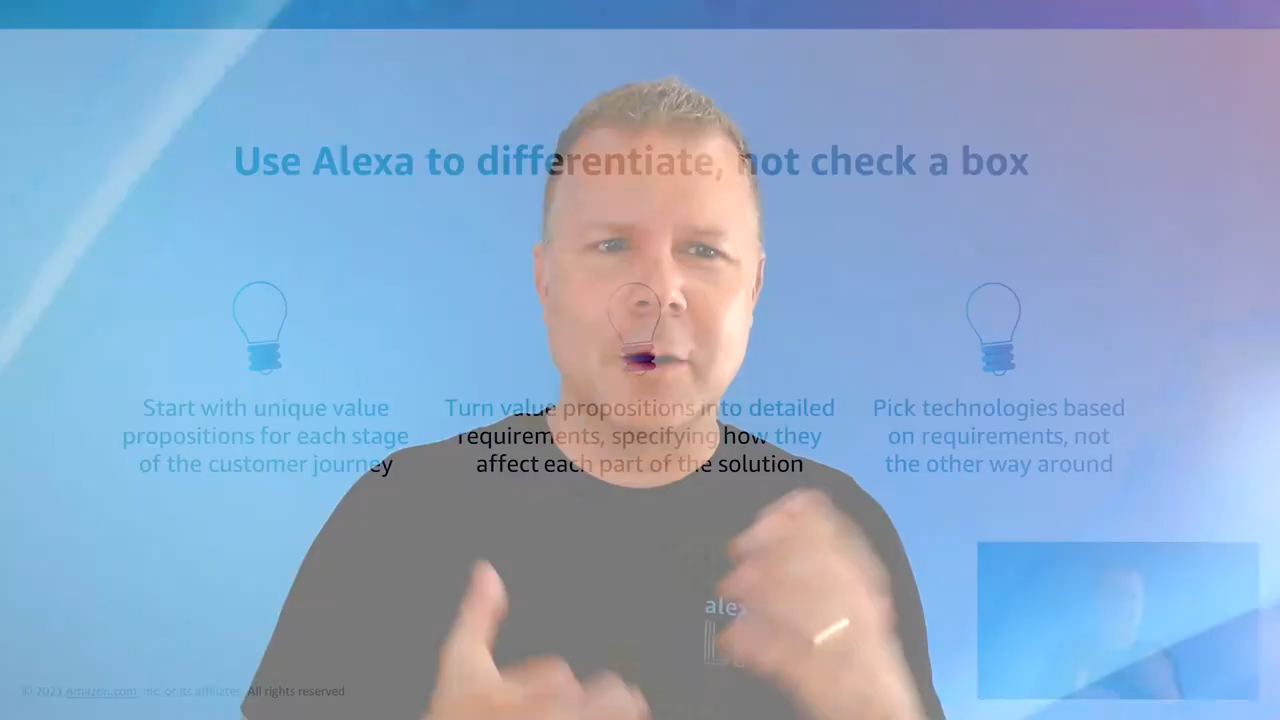 Use Alexa to differentiate, not check a box
Start with unique value
propositions for each stage
of the customer journey
Turn value propositions into detailed
requirements, specifying how they
affect each part of the solution
Pick technologies based
on requirements, not
the other way around
© 2023 Amazon.com, Inc. or its affiliates. All rights reserved